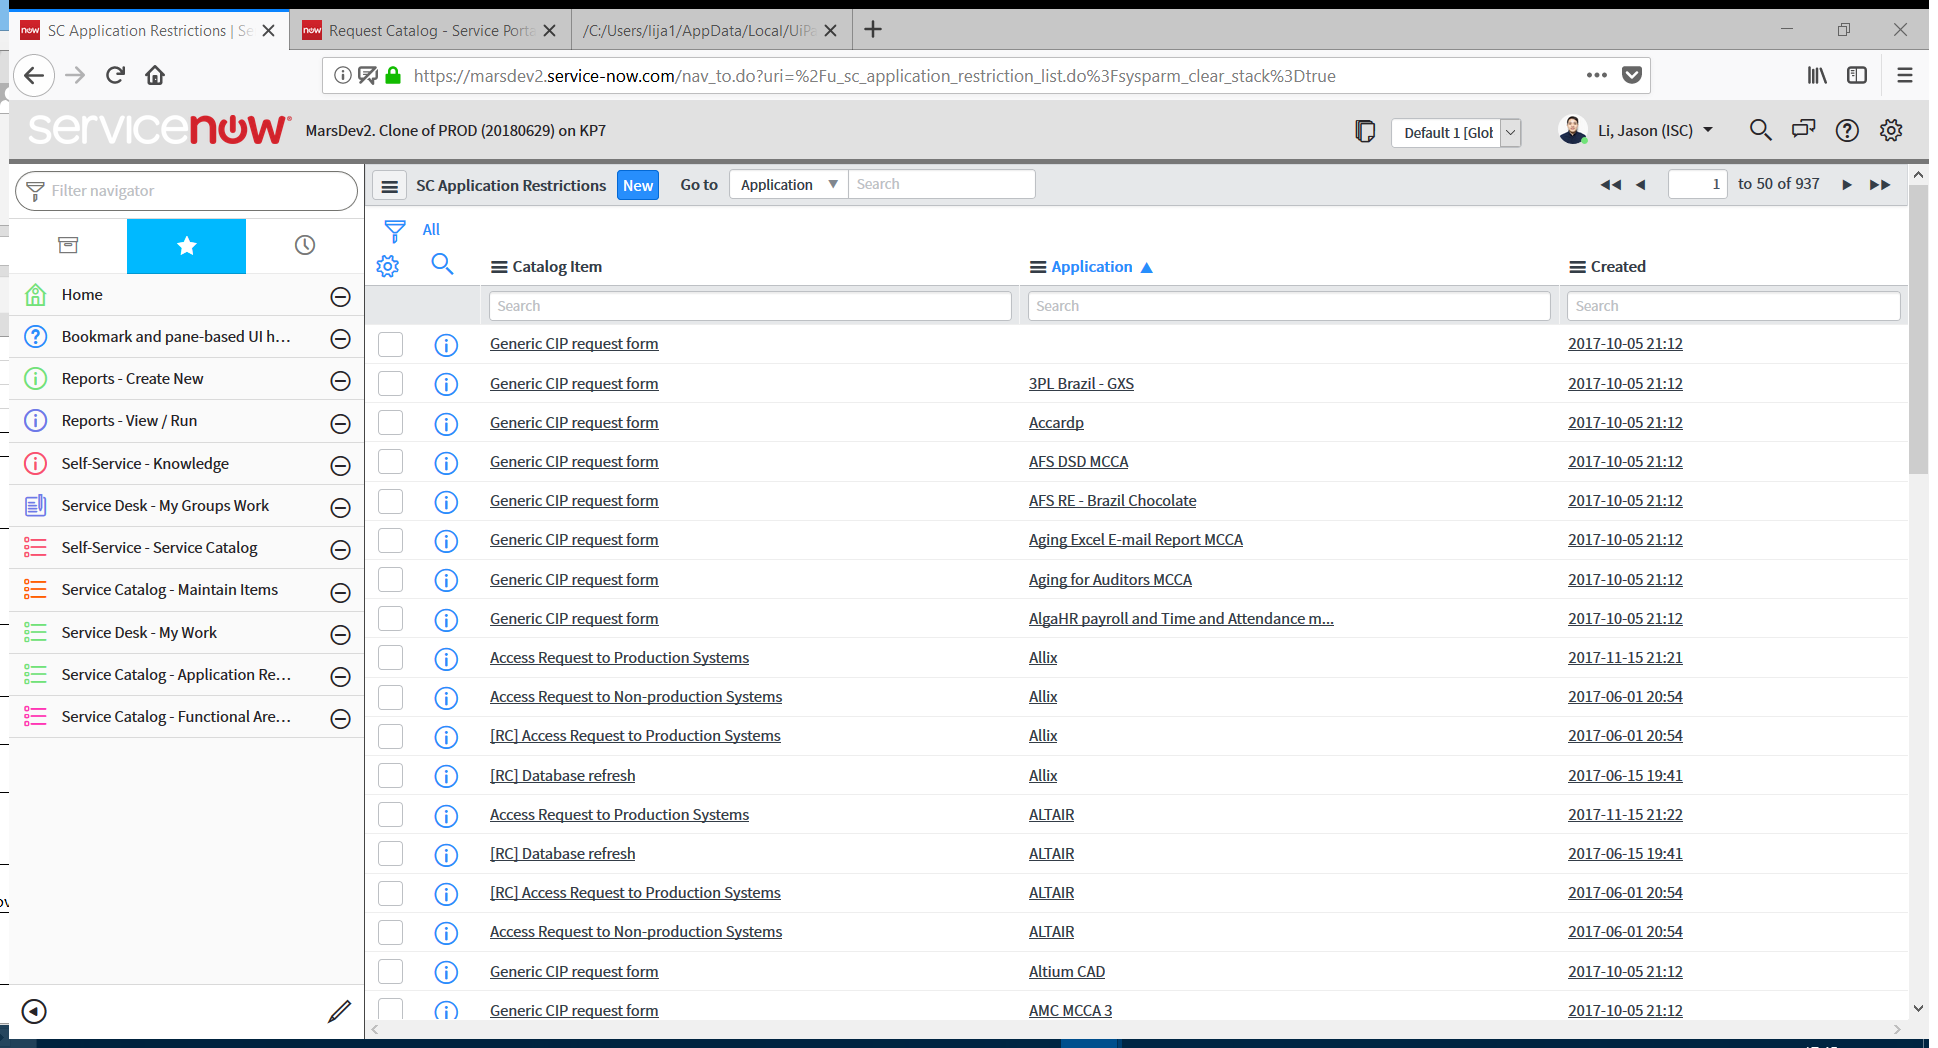 now SC Application Restrictions | Se
now Request Catalog - Service Porta
/C:/Users/lija1/AppData/Local/UiPa
https://marsdev2.service-now.com/nav_to.do?uri=%2Fu_sc_application_restriction_list.do%3Fsysparm_clear_stack%3Dtrue
servicenow MarsDev2. Clone of PROD (20180629) on KP7
Default 1 [Glob
Li, Jason (ISC)
Filter navigator
Home
Bookmark and pane-based UI h...
Reports - Create New
Reports - View / Run
Self-Service - Knowledge
Service Desk - My Groups Work
Self-Service - Service Catalog
Service Catalog - Maintain Items
Service Desk - My Work
Service Catalog - Application Re...
Service Catalog - Functional Are...
SC Application Restrictions New Go to Application Search 1 to 50 of 937
All
Catalog Item Application Created
Search Search Search
Generic CIP request form 2017-10-05 21:12
Generic CIP request form 3PL Brazil - GXS 2017-10-05 21:12
Generic CIP request form Accardp 2017-10-05 21:12
Generic CIP request form AFS DSD MCCA 2017-10-05 21:12
Generic CIP request form AFS RE - Brazil Chocolate 2017-10-05 21:12
Generic CIP request form Aging Excel E-mail Report MCCA 2017-10-05 21:12
Generic CIP request form Aging for Auditors MCCA 2017-10-05 21:12
Generic CIP request form AlgaHR payroll and Time and Attendance m... 2017-10-05 21:12
Access Request to Production Systems Allix 2017-11-15 21:21
Access Request to Non-production Systems Allix 2017-06-01 20:54
[RC] Access Request to Production Systems Allix 2017-06-01 20:54
[RC] Database refresh Allix 2017-06-15 19:41
Access Request to Production Systems ALTAIR 2017-11-15 21:22
[RC] Database refresh ALTAIR 2017-06-15 19:41
[RC] Access Request to Production Systems ALTAIR 2017-06-01 20:54
Access Request to Non-production Systems ALTAIR 2017-06-01 20:54
Generic CIP request form Altium CAD 2017-10-05 21:12
Generic CIP request form AMC MCCA 3 2017-10-05 21:12